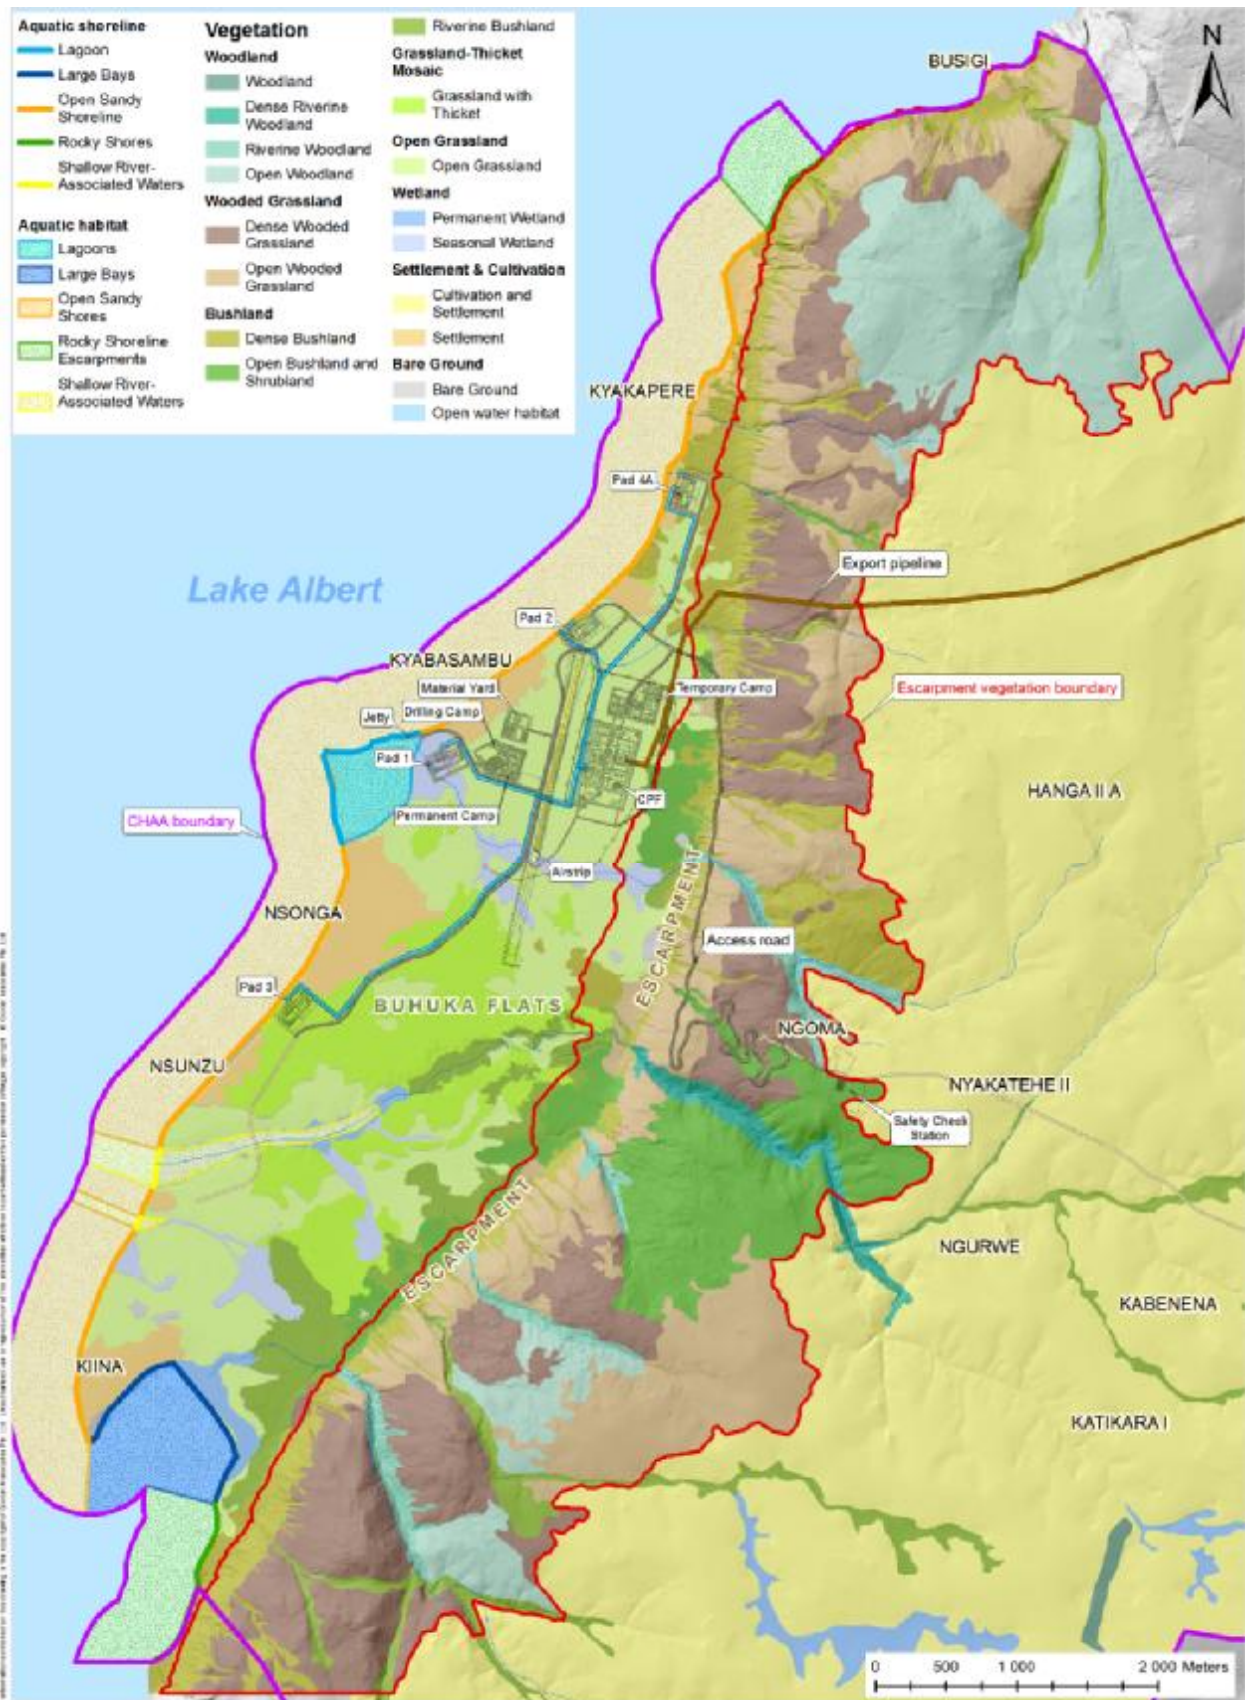 Aquatic shoreline
Lagoon
Large Bays
Open Sandy
Shoreline
Rocky Shores
Shallow River-
Associated Waters
Aquatic habitat
Lagoons
Large Bays
Open Sandy
Shores
Rocky Shoreline
Escarpments
Shallow River-
Associated Waters
Vegetation
Woodland
Woodland
Dense Riverine
Woodland
Riverine Woodland
Open Woodland
Wooded Grassland
Dense Wooded
Grassland
Open Wooded
Grassland
Bushland
Dense Bushland
Open Bushland and
Shrubland
Riverine Bushland
Grassland-Thicket
Mosaic
Grassland with
Thicket
Open Grassland
Open Grassland
Wetland
Permanent Wetland
Seasonal Wetland
Settlement & Cultivation
Cultivation and
Settlement
Settlement
Bare Ground
Bare Ground
Open water habitat
N
BUSIGI
KYAKAPERE
Pad 4A
Export pipeline
Lake Albert
Pad 2
KYABASAMBU
Material Yard
Temporary Camp
Escarpment vegetation boundary
Jetty
Drilling Camp
Pad 1
HANGA II A
CPF
CHAA boundary
Permanent Camp
Airstrip
NSONGA
ESCARPMENT
Access road
Pad 3
BUHUKA FLATS
NGOMA
NSUNZU
NYAKATEHE II
Safety Check
Station
ESCARPMENT
NGURWE
KABENENA
KIINA
KATIKARA I
0 500 1 000 2 000 Meters